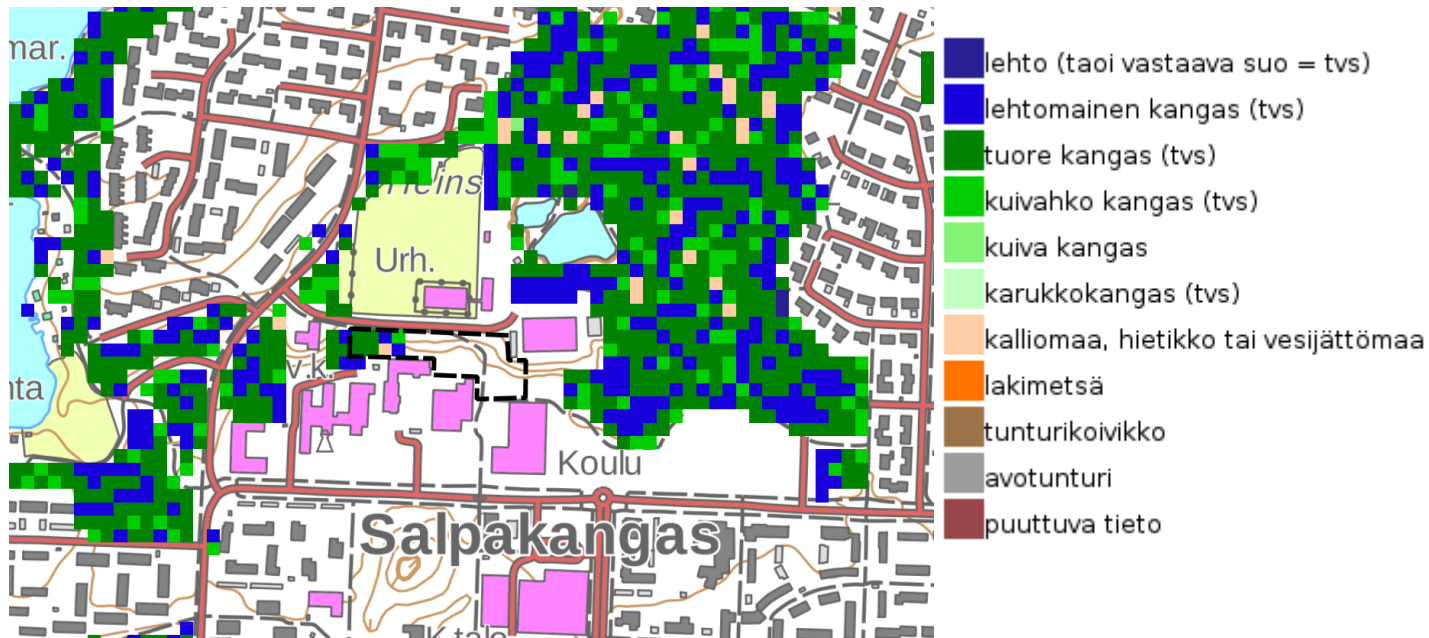 mar.
Urh.
v.k.
nta
Koulu
Salpakangas
K-talo
lehto (taoi vastaava suo = tvs)
lehtomainen kangas (tvs)
tuore kangas (tvs)
kuivahko kangas (tvs)
kuiva kangas
karukkokangas (tvs)
kalliomaa, hietikko tai vesijättömaa
lakimetsä
tunturikoivikko
avotunturi
puuttuva tieto